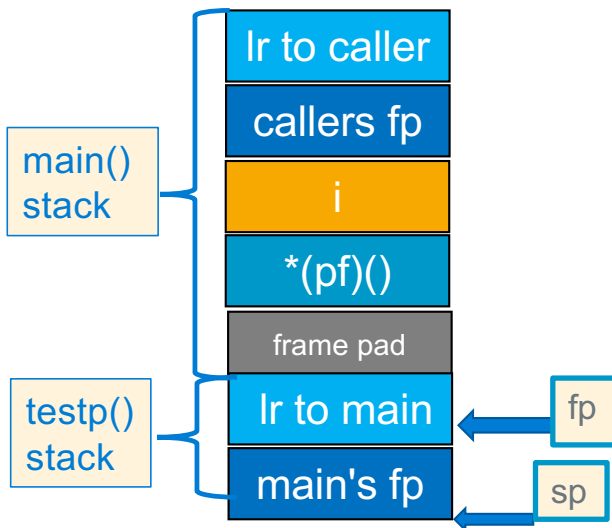 lr to caller
callers fp
main()
stack
i
*(pf)()
frame pad
testp()
stack
lr to main
fp
main's fp
sp